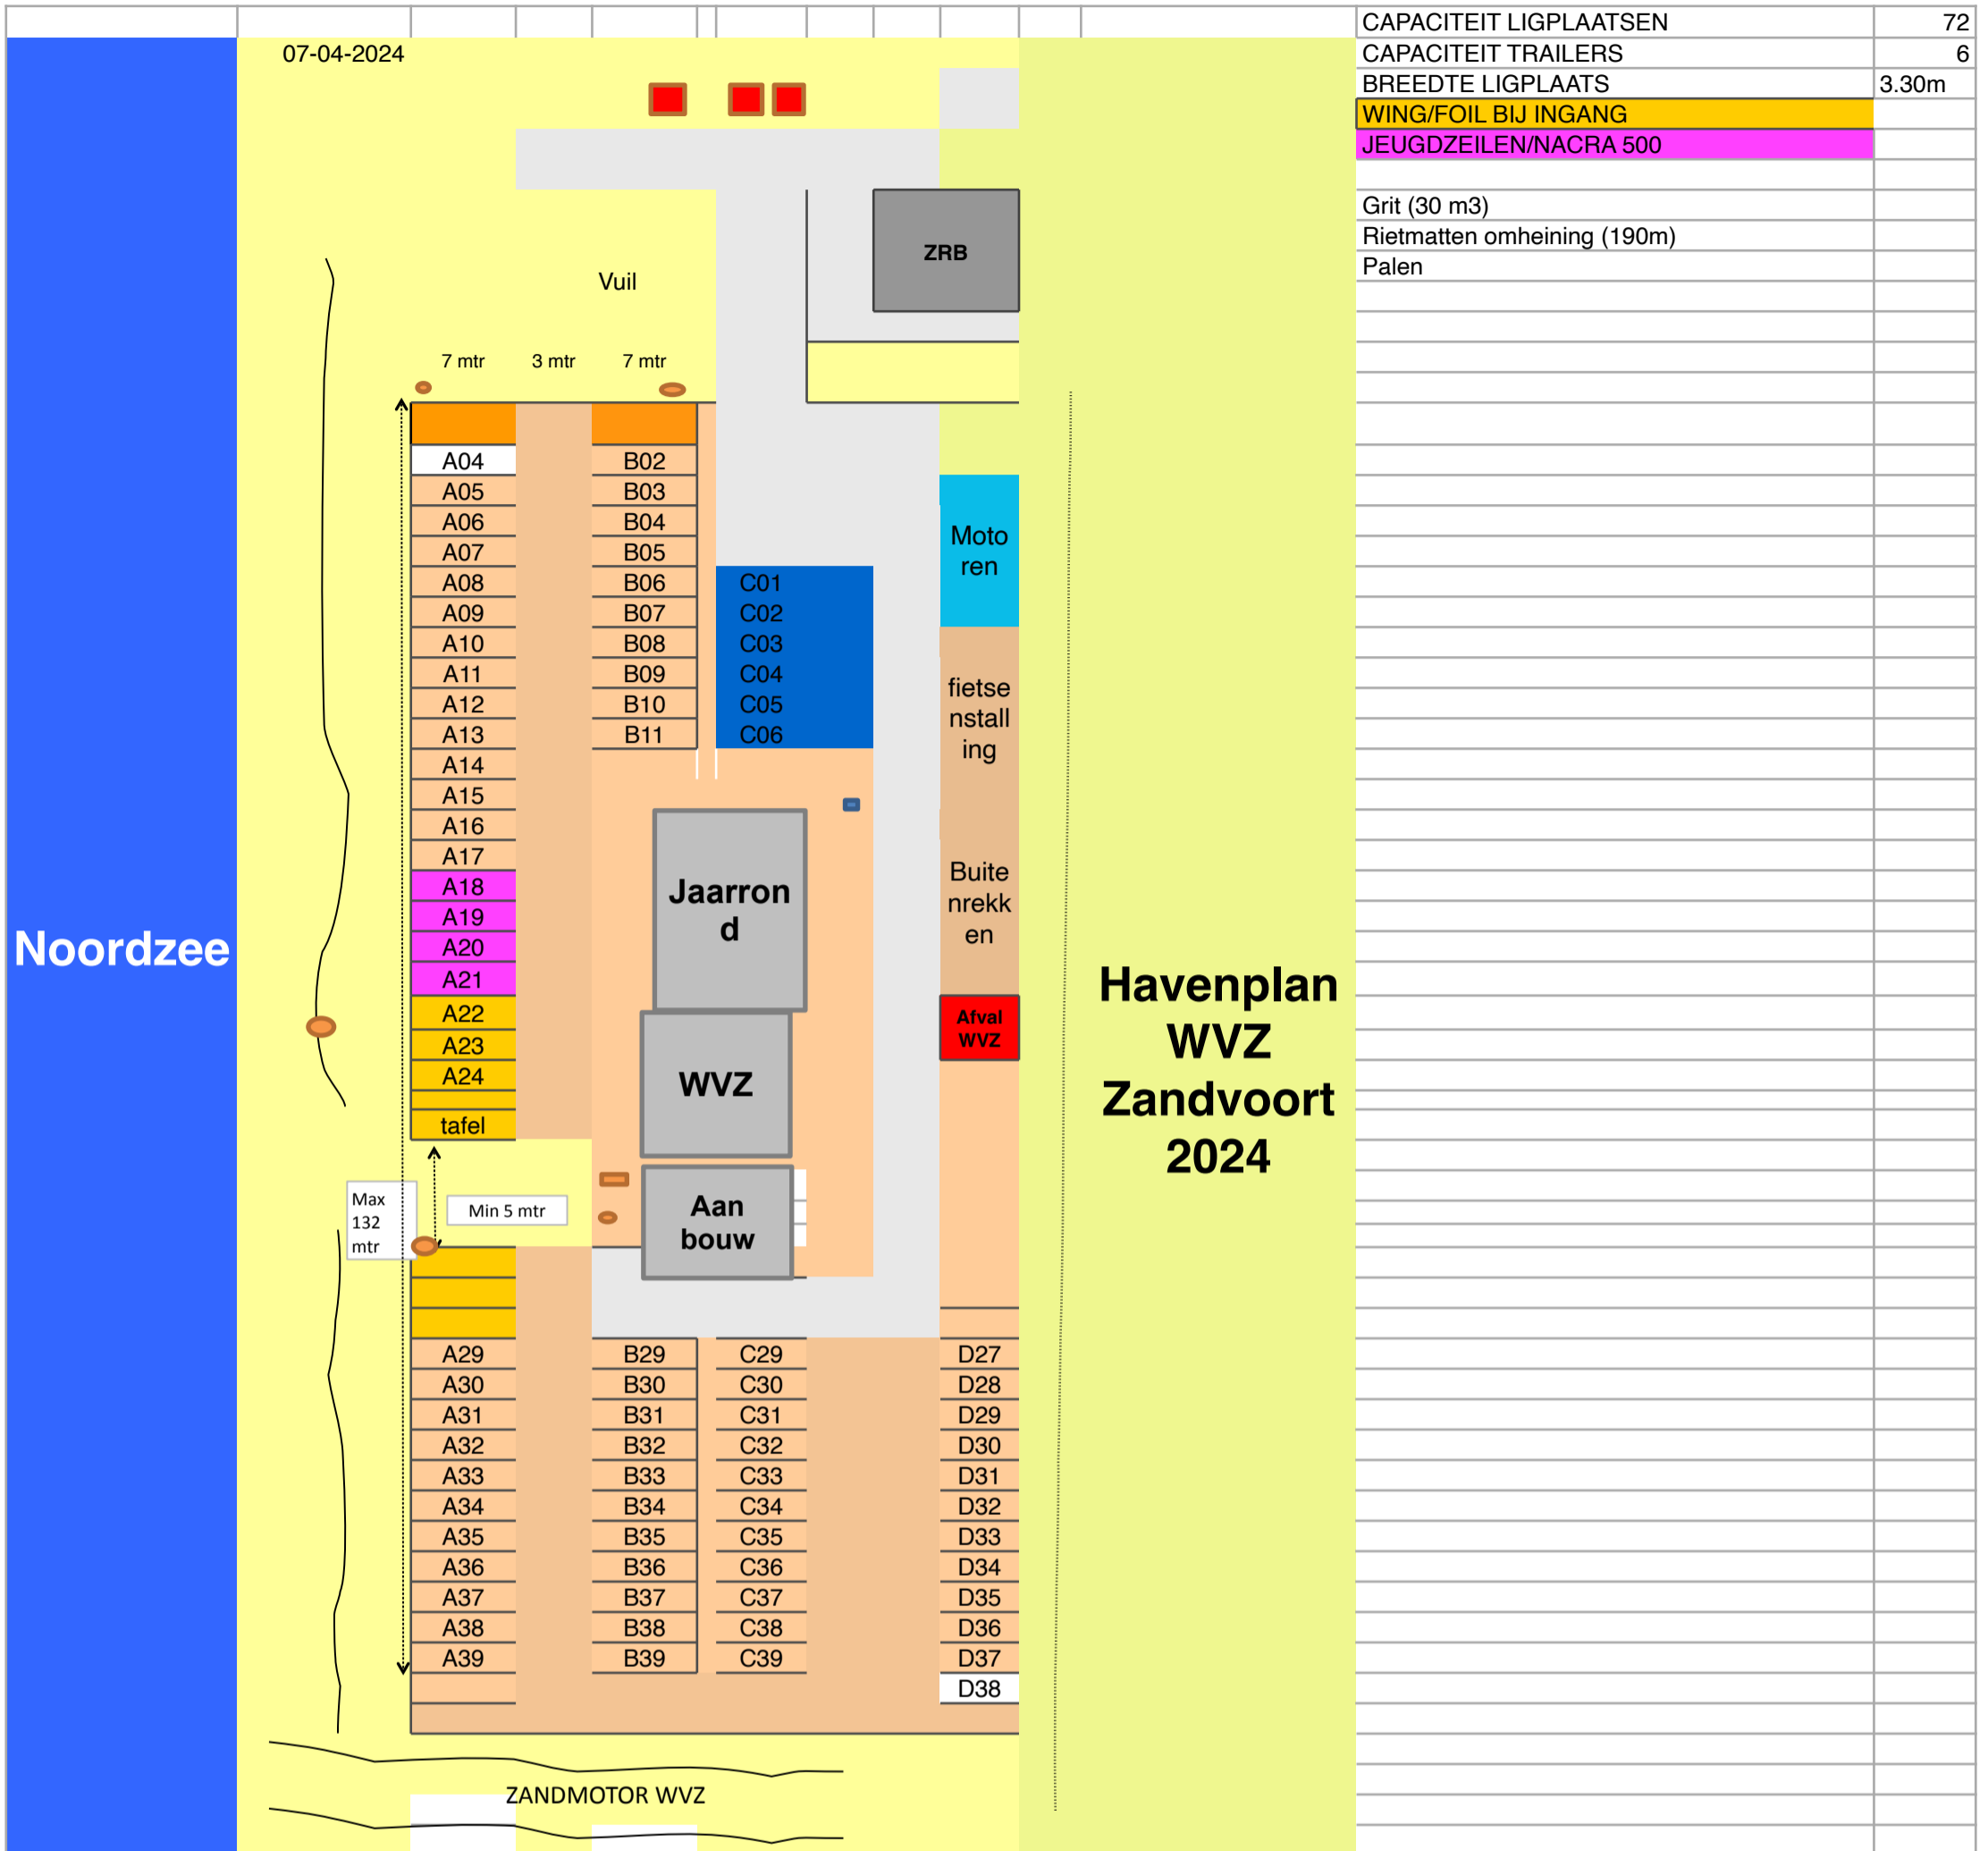 CAPACITEIT LIGPLAATSEN 72
07-04-2024
CAPACITEIT TRAILERS 6
BREEDTE LIGPLAATS 3.30m
WING/FOIL BIJ INGANG
JEUGDZEILEN/NACRA 500
Grit (30 m3)
Rietmatten omheining (190m)
Palen
ZRB
Vuil
7 mtr 3 mtr 7 mtr
A04 B02
A05 B03
A06 B04
A07 B05
A08 B06 C01
A09 B07 C02
A10 B08 C03
A11 B09 C04
A12 B10 C05
A13 B11 C06
A14
A15
A16
A17
A18
A19
A20
A21
A22
A23
A24
tafel
Moto
ren
fietse
nstall
ing
Buite
nrekk
en
Afval
WVZ
Jaarron
d
WVZ
Aan
bouw
Noordzee
Havenplan
WVZ
Zandvoort
2024
Max
132
mtr
Min 5 mtr
A29 B29 C29 D27
A30 B30 C30 D28
A31 B31 C31 D29
A32 B32 C32 D30
A33 B33 C33 D31
A34 B34 C34 D32
A35 B35 C35 D33
A36 B36 C36 D34
A37 B37 C37 D35
A38 B38 C38 D36
A39 B39 C39 D37
D38
ZANDMOTOR WVZ